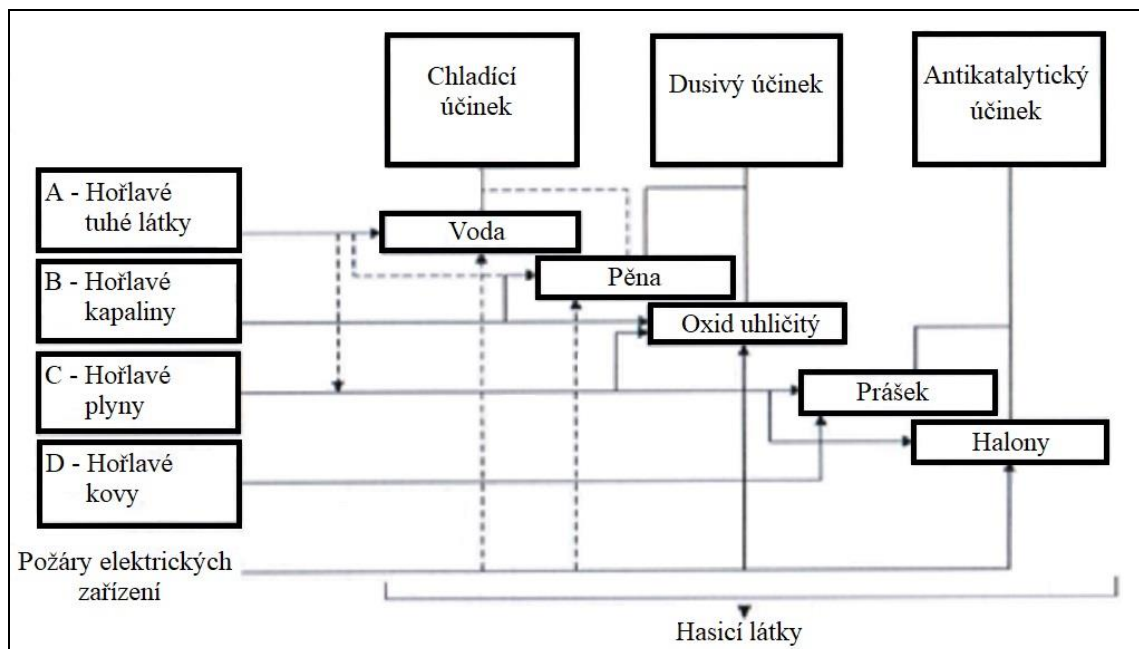 Chladící
účinek
Dusivý účinek
Antikatalytický
účinek
A - Hořlavé
tuhé látky
Voda
B - Hořlavé
kapaliny
Pěna
Oxid uhličitý
C - Hořlavé
plyny
Prášek
Halony
D - Hořlavé
kovy
Požáry elektrických
zařízení
Hasicí látky